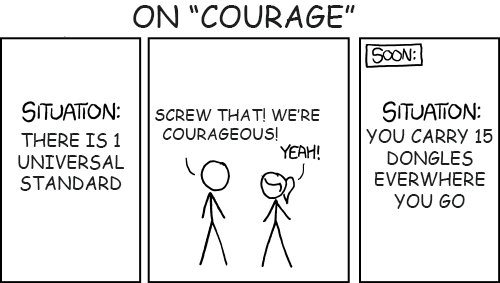 ON “COURAGE”
SITUATION:
THERE IS 1
UNIVERSAL
STANDARD
SCREW THAT! WE'RE
COURAGEOUS!
YEAH!
SOON:
SITUATION:
YOU CARRY 15
DONGLES
EVERWHERE
YOU GO